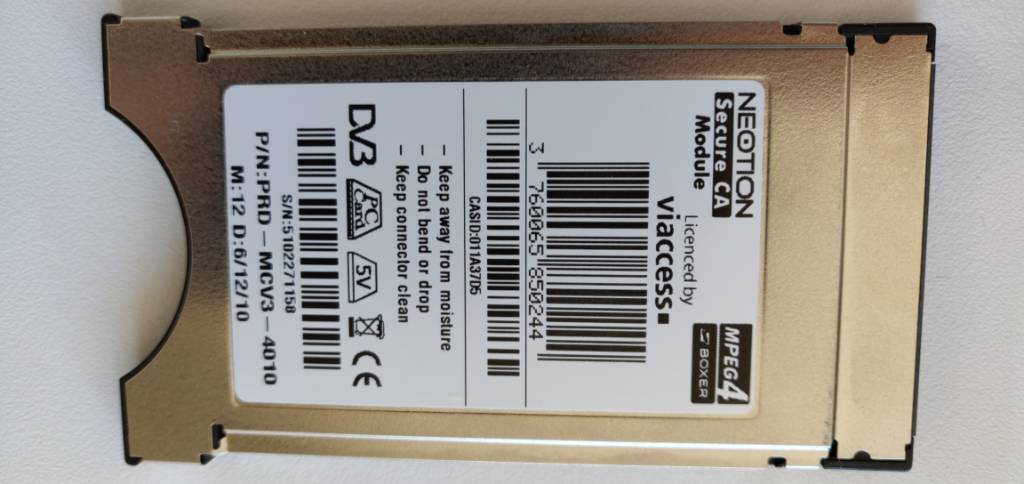 NEOTION
Secure CA
Module
MPEG4
BOXER
Licenced by
viaccess
3 760065 850244
CASID:011A37D5
- Keep away from moisture
- Do not bend or drop
- Keep connector clean
DVB PC Card 5V CE
S/N:5102271158
P/N:PRD-MCV3-4010
M:12 D:6/12/10